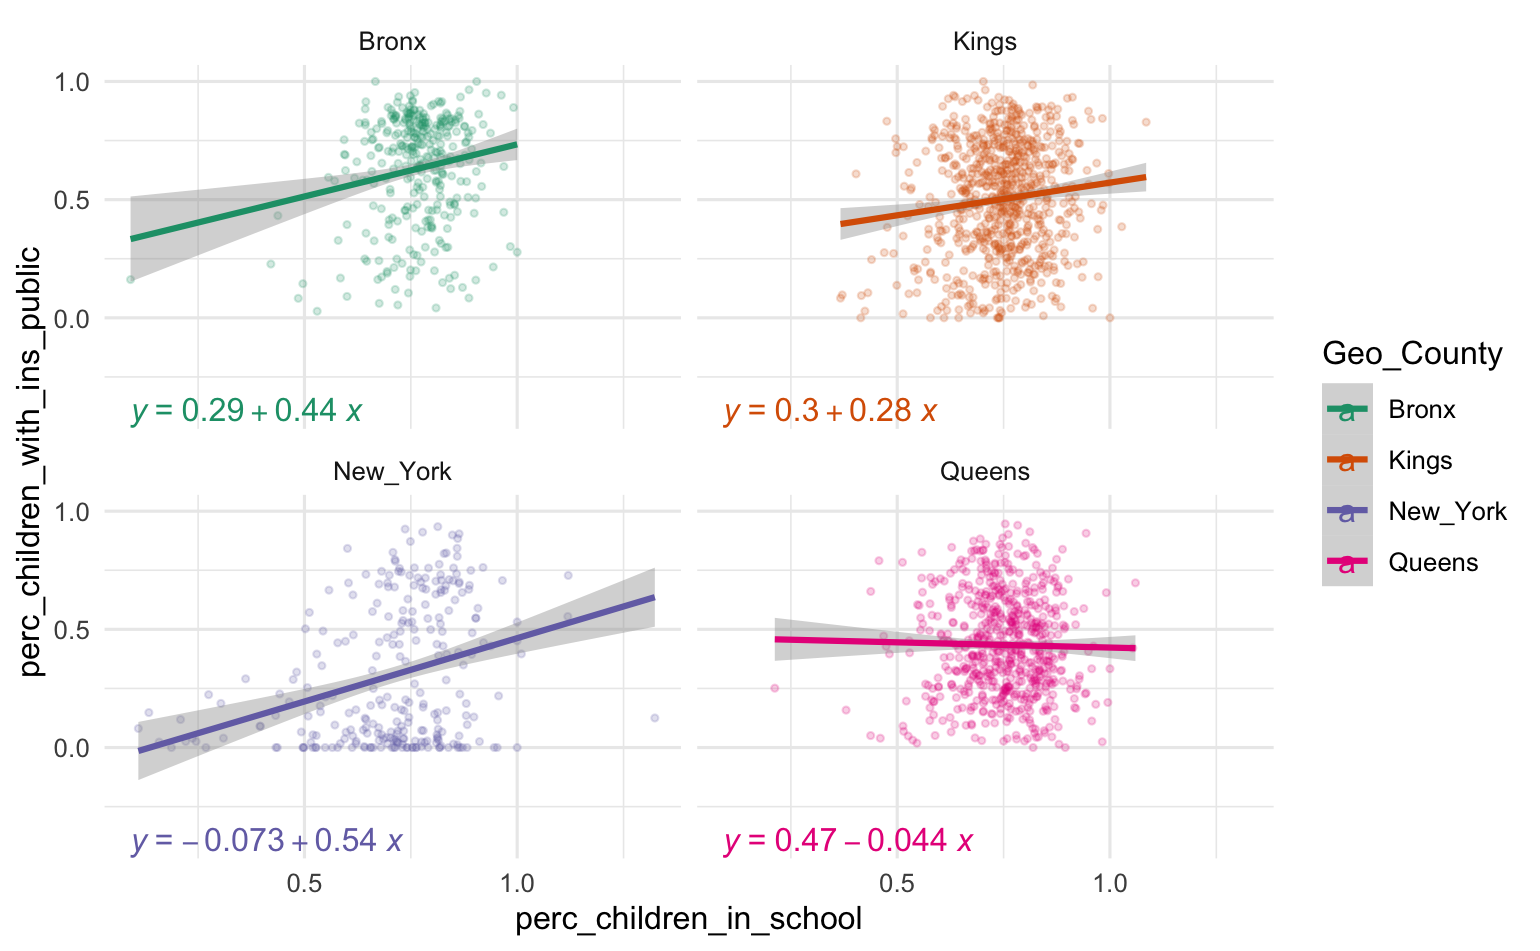 Bronx
Kings
1.0
0.5
0.0
y = 0.29 + 0.44 x
y = 0.3 + 0.28 x
New_York
Queens
1.0
0.5
0.0
y = − 0.073 + 0.54 x
y = 0.47 − 0.044 x
0.5
1.0
0.5
1.0
perc_children_in_school
perc_children_with_ins_public
Geo_County
a Bronx
a Kings
a New_York
a Queens